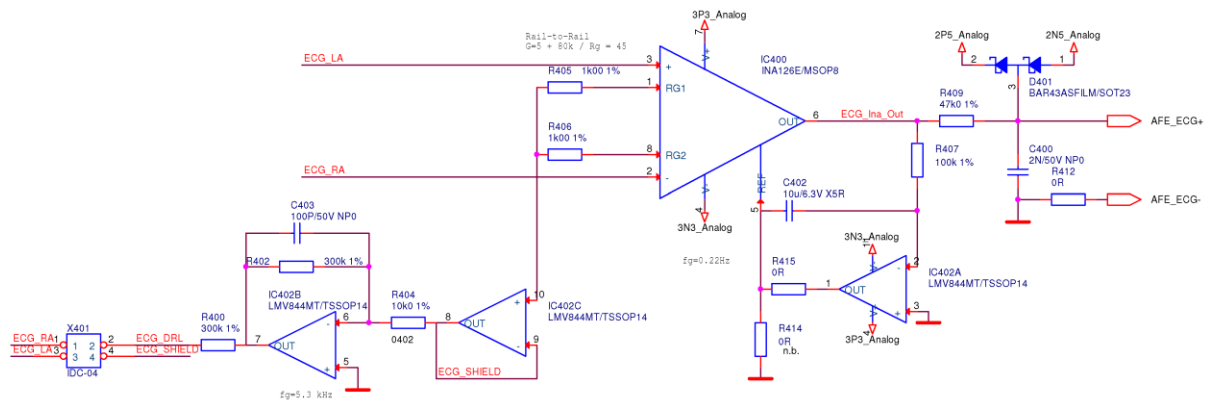 3P3_Analog
Rail-to-Rail
G=5 + 80k / Rg = 45
ECG_LA
IC400
INA126E/MSOP8
7
V+
3
+
R405 1k00 1%
1
RG1
R406
1k00 1%
8
RG2
ECG_RA
2
-
OUT
6
ECG_Ina_Out
REF
5
V-
4
3N3_Analog
2P5_Analog
2N5_Analog
2
1
3
D401
BAR43ASFILM/SOT23
R409
47k0 1%
AFE_ECG+
R407
100k 1%
C400
2N/50V NP0
R412
0R
AFE_ECG-
C402
10u/6.3V X5R
fg=0.22Hz
3N3_Analog
11
V-
2
-
IC402A
LMV844MT/TSSOP14
R415
0R
1
OUT
3
+
V+
4
3P3_Analog
R414
0R
n.b.
C403
100P/50V NP0
R402
300k 1%
IC402B
LMV844MT/TSSOP14
R404
10k0 1%
0402
10
+
IC402C
LMV844MT/TSSOP14
8
OUT
-
9
ECG_SHIELD
R400
300k 1%
7
OUT
6
-
5
+
fg=5.3 kHz
X401
ECG_RA
1
1 2
2
ECG_DRL
ECG_LA
3
3 4
4
ECG_SHIELD
IDC-04